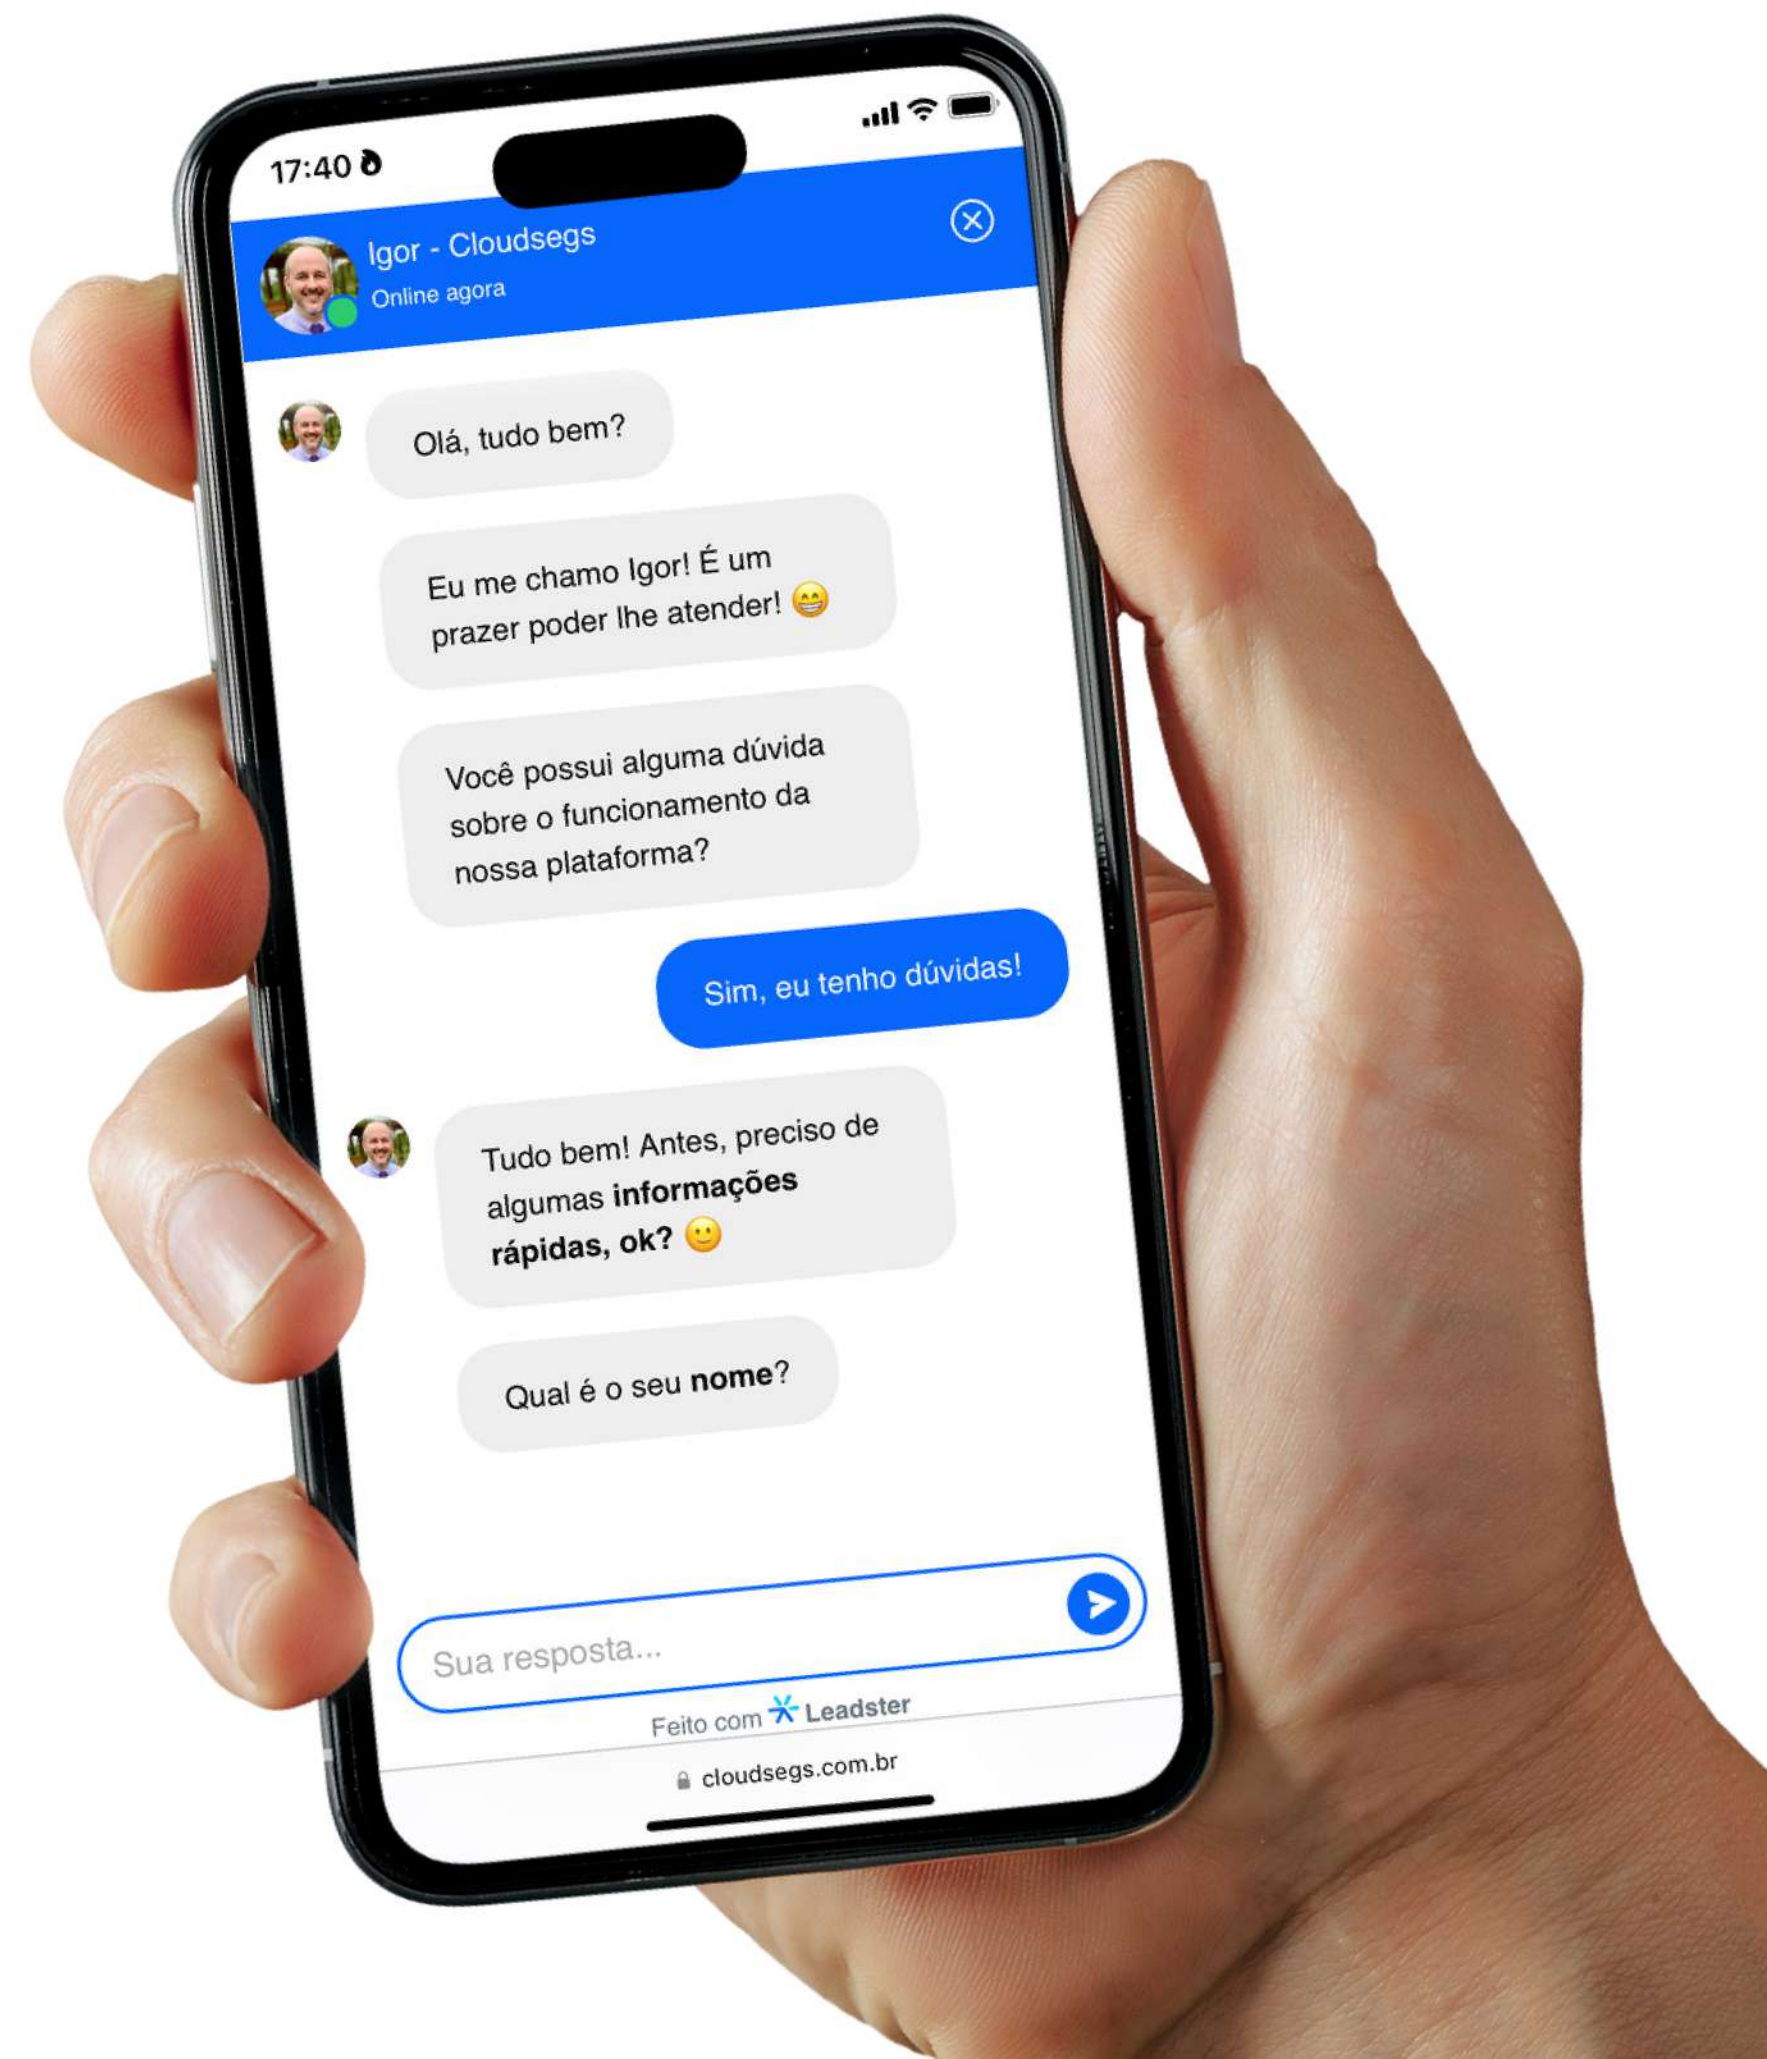 17:40
Igor - Cloudsegs
Online agora
Olá, tudo bem?
Eu me chamo Igor! É um
prazer poder lhe atender! 😁
Você possui alguma dúvida
sobre o funcionamento da
nossa plataforma?
Sim, eu tenho dúvidas!
Tudo bem! Antes, preciso de
algumas informações
rápidas, ok? 🙂
Qual é o seu nome?
Sua resposta...
Feito com Leadster
cloudsegs.com.br